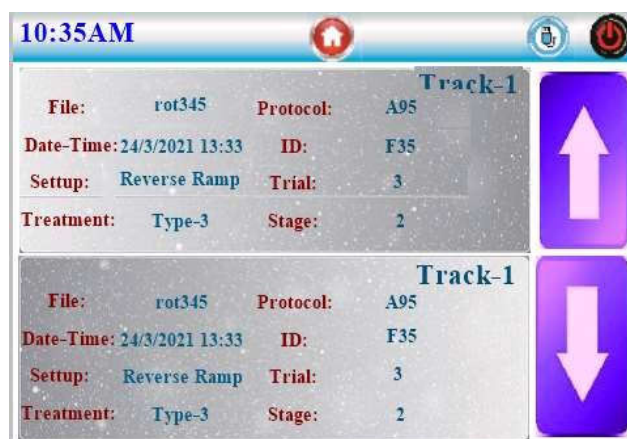 10:35AM
Track-1
File: rot345 Protocol: A95
Date-Time: 24/3/2021 13:33 ID: F35
Settup: Reverse Ramp Trial: 3
Treatment: Type-3 Stage: 2
Track-1
File: rot345 Protocol: A95
Date-Time: 24/3/2021 13:33 ID: F35
Settup: Reverse Ramp Trial: 3
Treatment: Type-3 Stage: 2